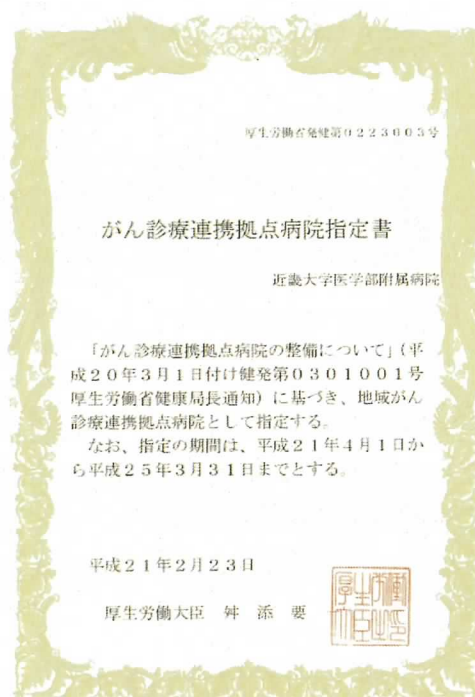 厚生労働省発健第0223603号
がん診療連携拠点病院指定書
近畿大学医学部附属病院
「がん診療連携拠点病院の整備について」(平
成20年3月1日付け健発第0301001号
厚生労働省健康局長通知)に基づき、地域がん
診療連携拠点病院として指定する。
なお、指定の期間は、平成21年4月1日か
ら平成25年3月31日までとする。
平成21年2月23日
厚生労働大臣 舛添要